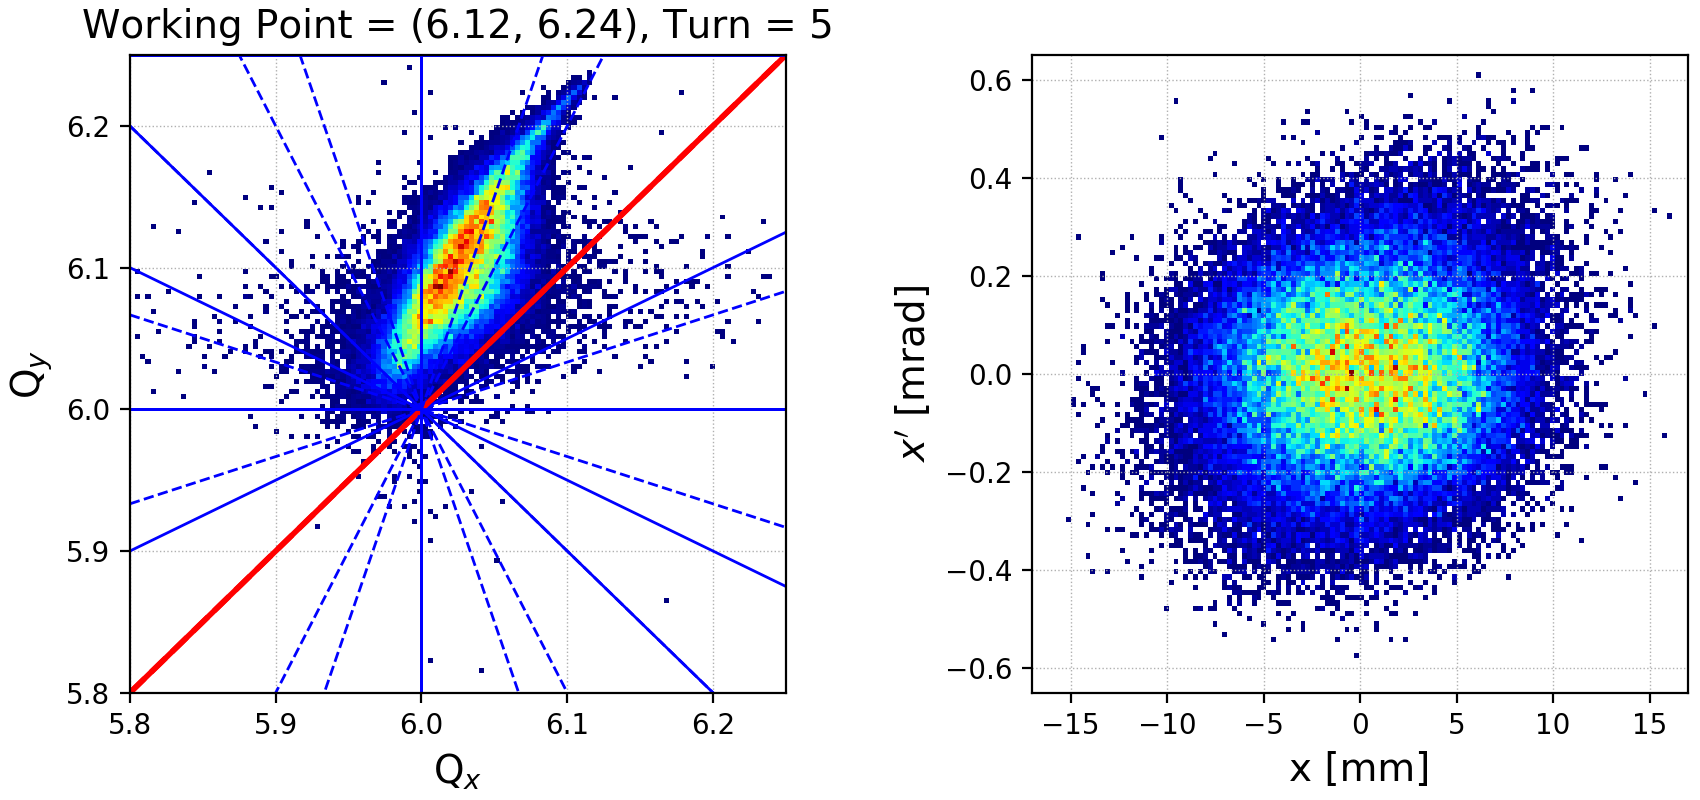 Working Point = (6.12, 6.24), Turn = 5
6.2
6.1
6.0
5.9
5.8
Q_y
5.8 5.9 6.0 6.1 6.2
Q_x
0.6
0.4
0.2
0.0
−0.2
−0.4
−0.6
x′ [mrad]
−15 −10 −5 0 5 10 15
x [mm]